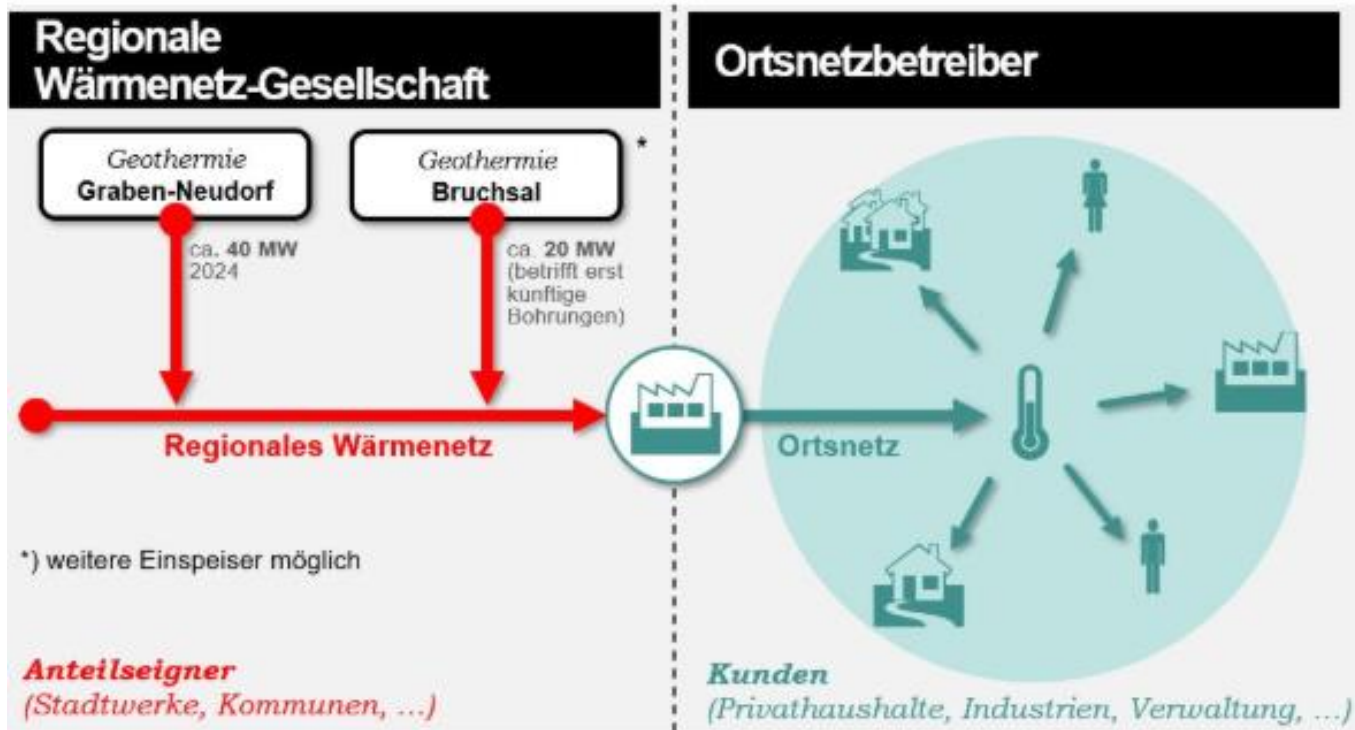 Regionale
Wärmenetz-Gesellschaft
Ortsnetzbetreiber
Geothermie
Graben-Neudorf
Geothermie
Bruchsal
*
ca. 40 MW
2024
ca. 20 MW
(betrifft erst
künftige
Bohrungen)
Regionales Wärmenetz
Ortsnetz
*) weitere Einspeiser möglich
Anteilseigner
(Stadtwerke, Kommunen, ...)
Kunden
(Privathaushalte, Industrien, Verwaltung, ...)